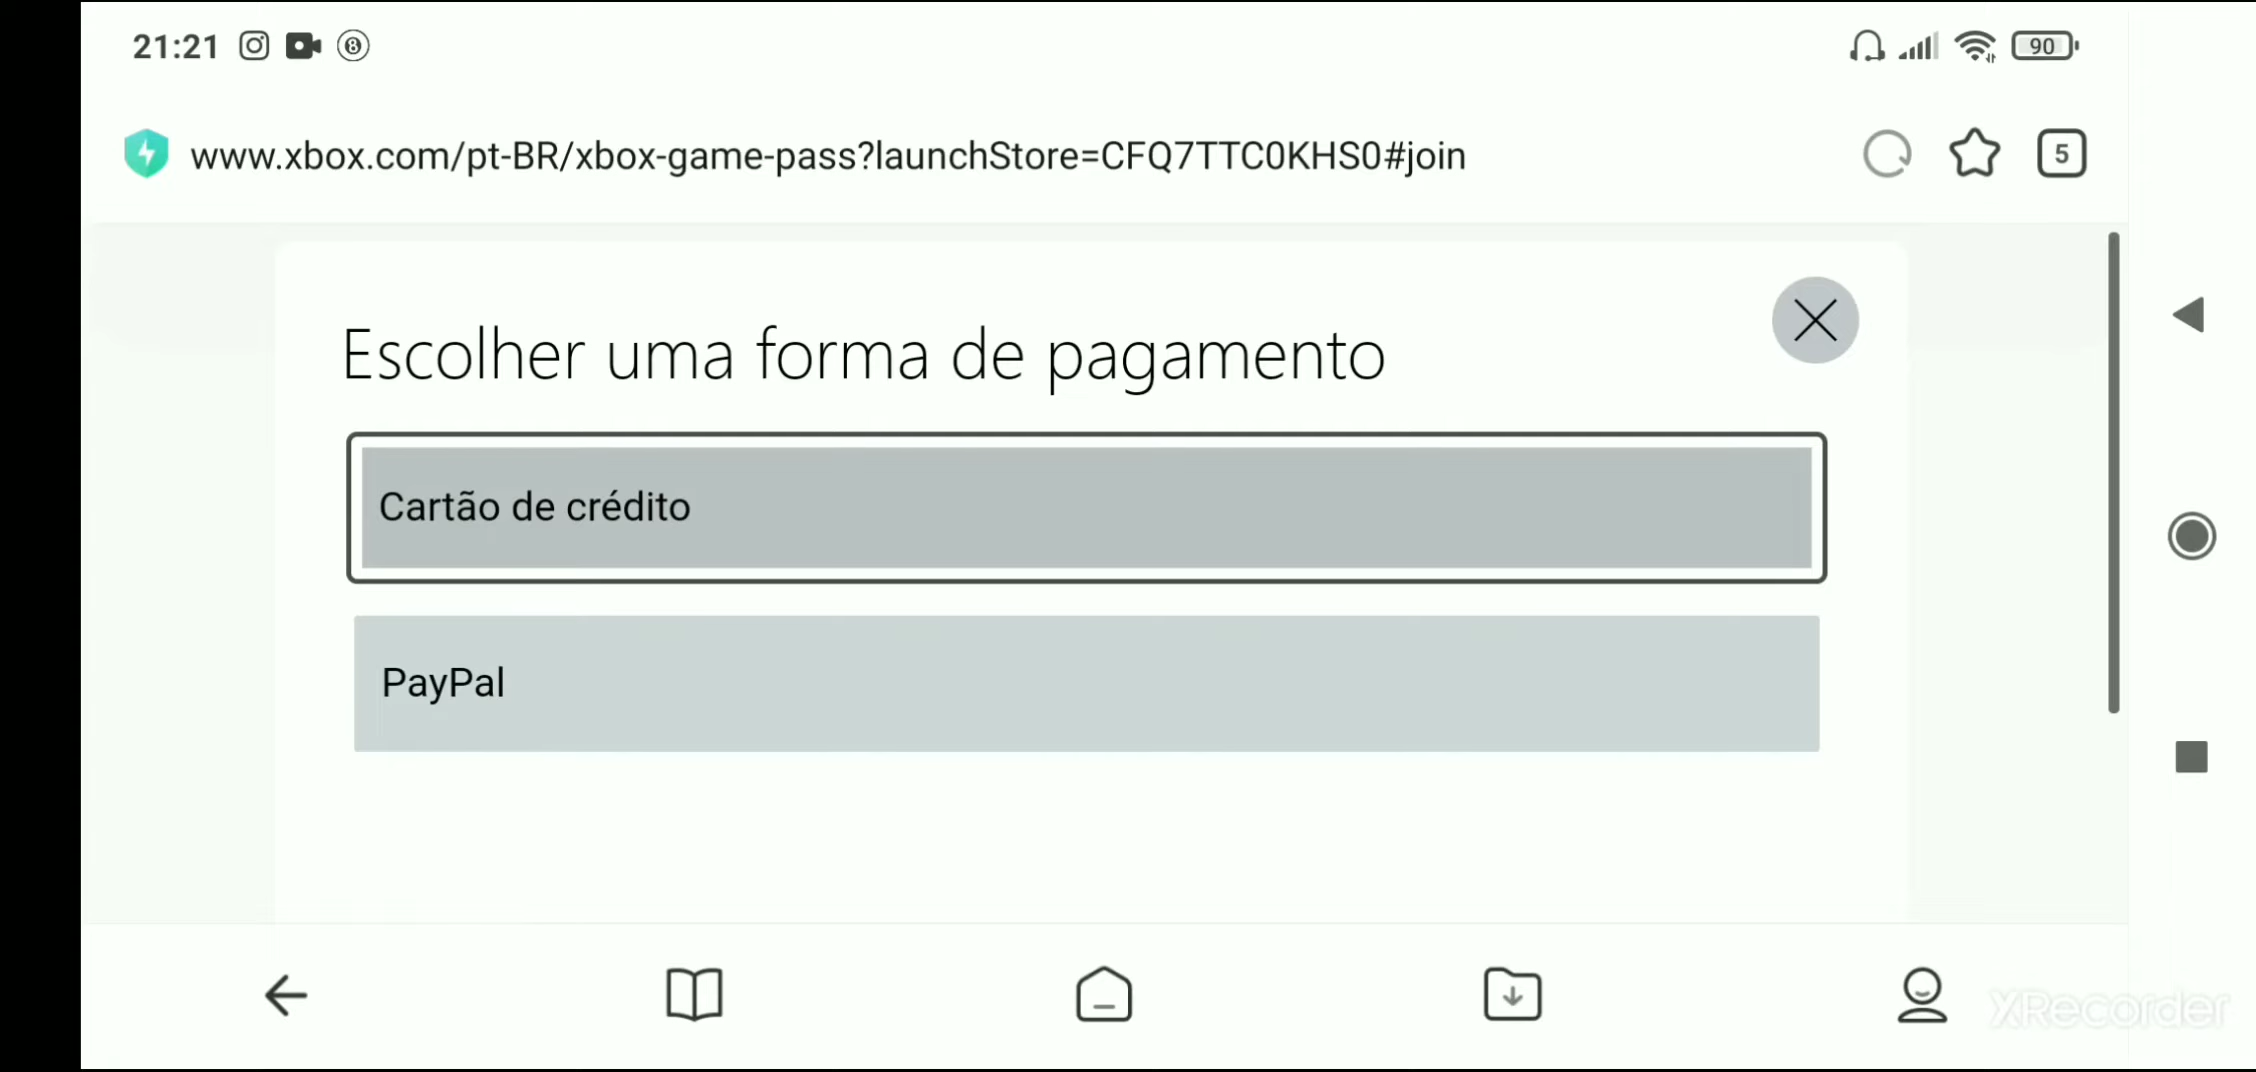 21:21
90
www.xbox.com/pt-BR/xbox-game-pass?launchStore=CFQ7TTC0KHS0#join
5
Escolher uma forma de pagamento
Cartão de crédito
PayPal
XRecorder